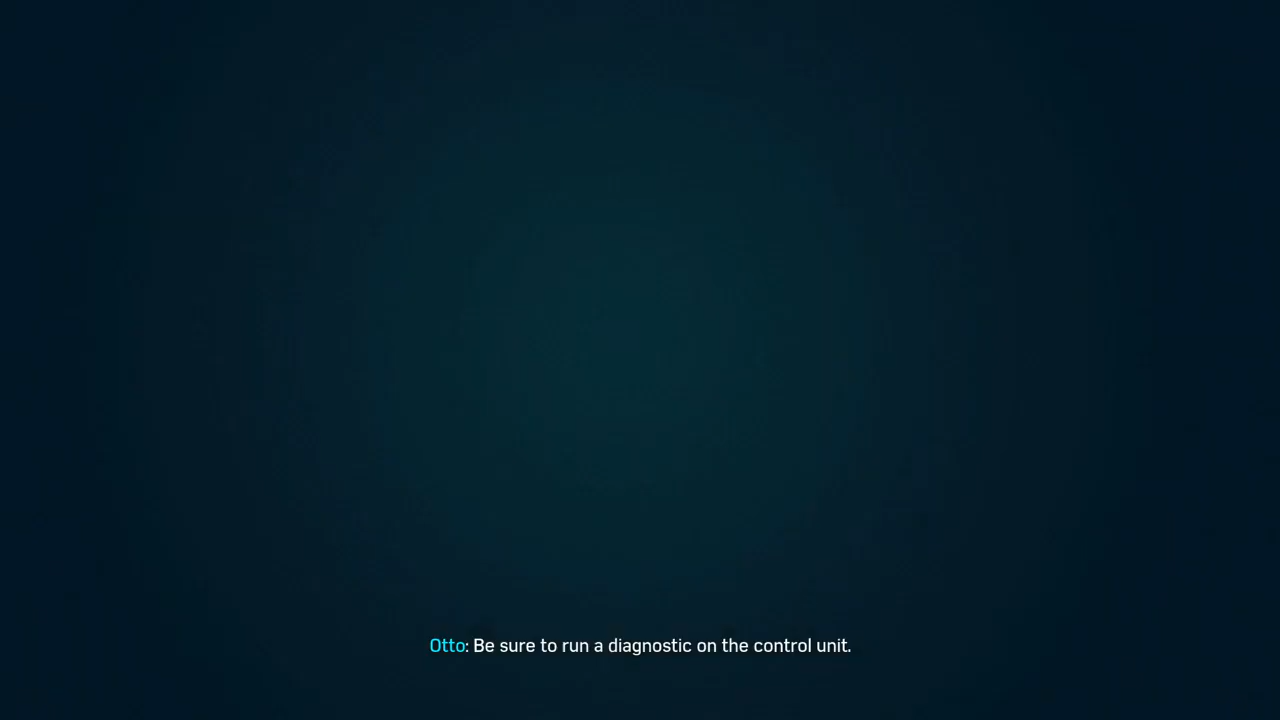 Otto: Be sure to run a diagnostic on the control unit.